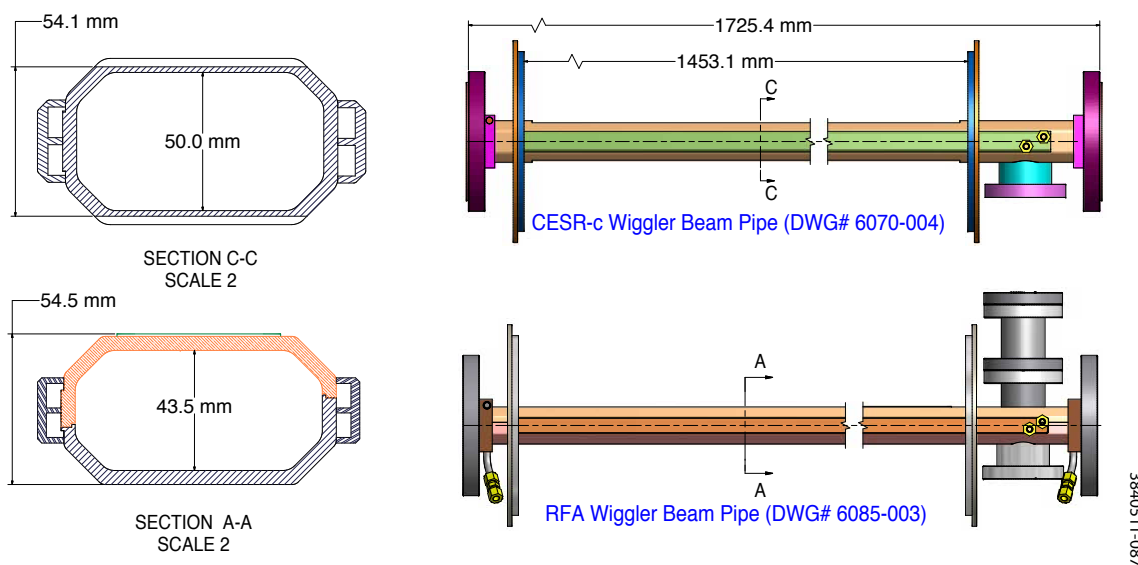 54.1 mm
50.0 mm
SECTION C-C
SCALE 2
1725.4 mm
1453.1 mm
C
C
CESR-c Wiggler Beam Pipe (DWG# 6070-004)
54.5 mm
43.5 mm
SECTION A-A
SCALE 2
A
A
RFA Wiggler Beam Pipe (DWG# 6085-003)